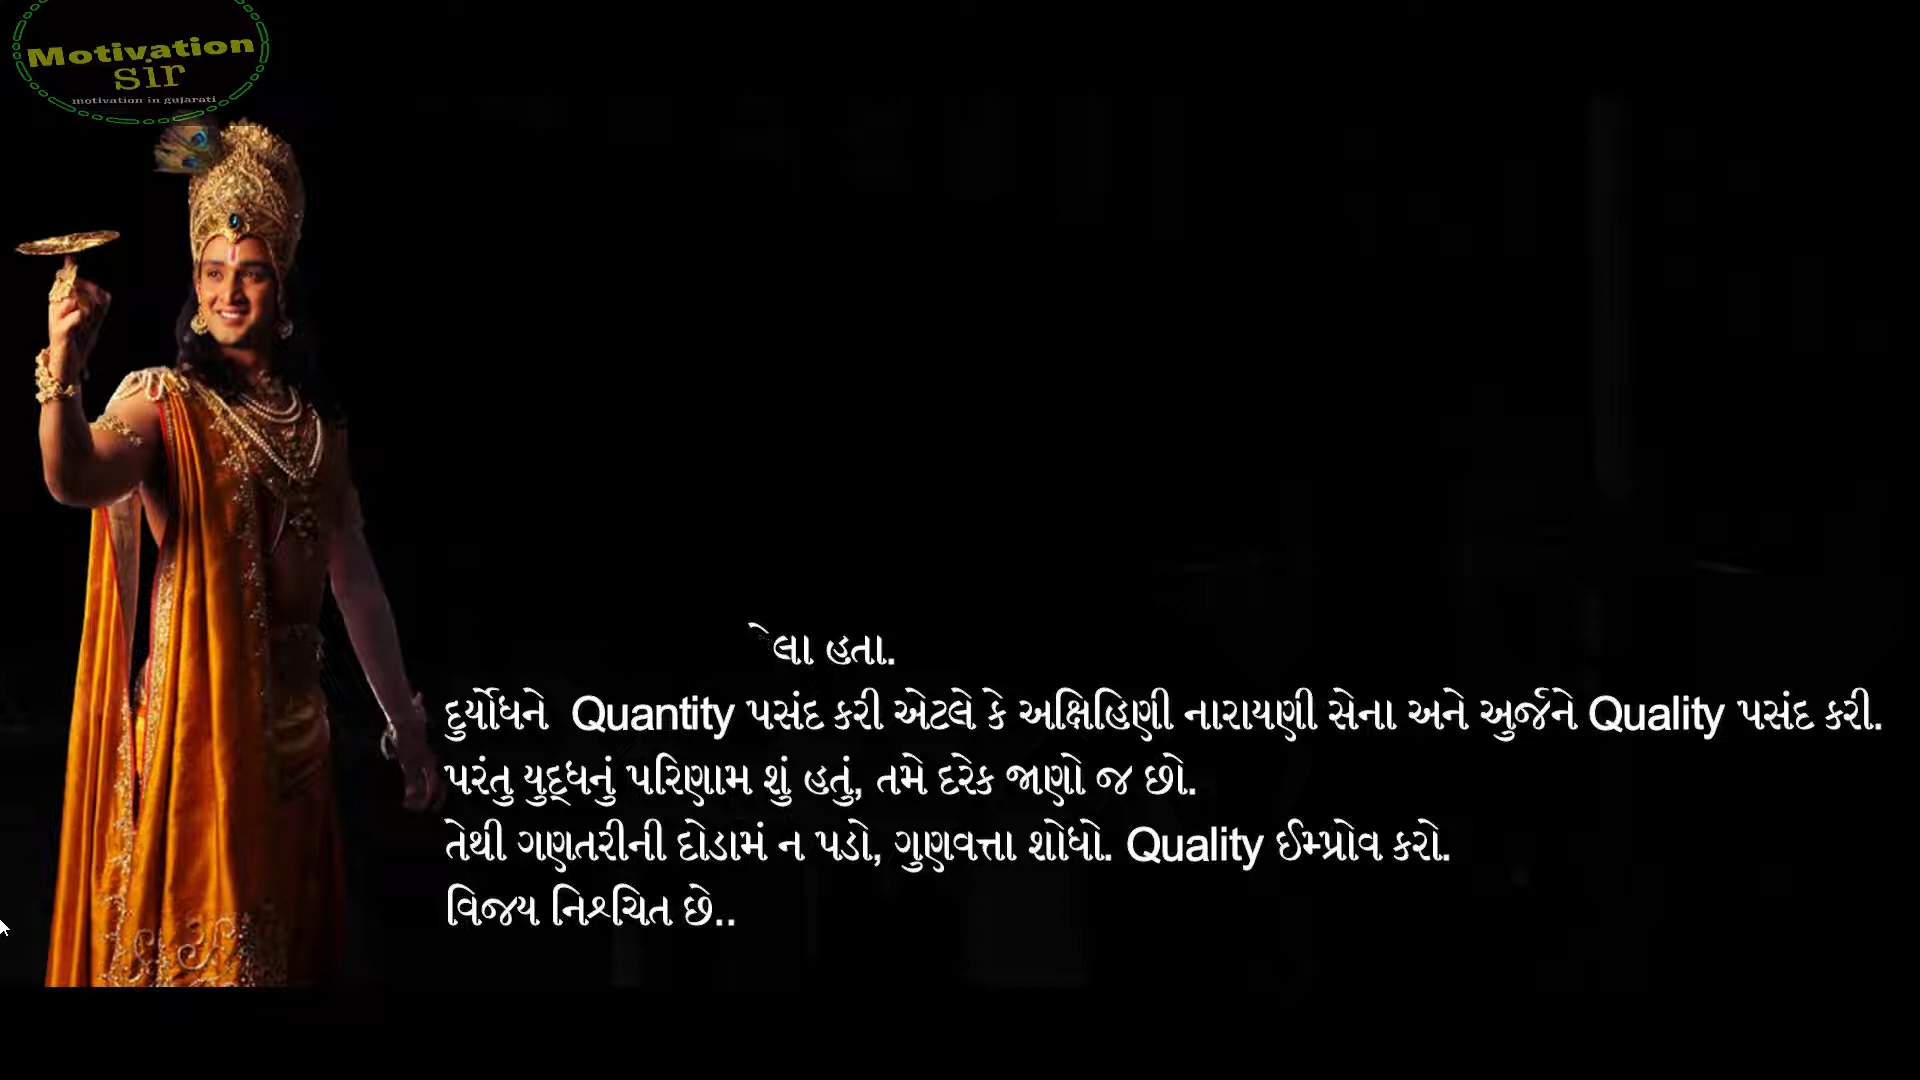 Motivation
sir
motivation in gujarati
ેલા હતા.
દુર્યોધને Quantity પસંદ કરી એટલે કે અક્ષિહિણી નારાયણી સેના અને અુર્જને Quality પસંદ કરી.
પરંતુ યુદ્ધનું પરિણામ શું હતું, તમે દરેક જાણો જ છો.
તેથી ગણતરીની દોડામં ન પડો, ગુણવત્તા શોધો. Quality ઈમ્પ્રોવ કરો.
વિજય નિશ્ચિત છે..